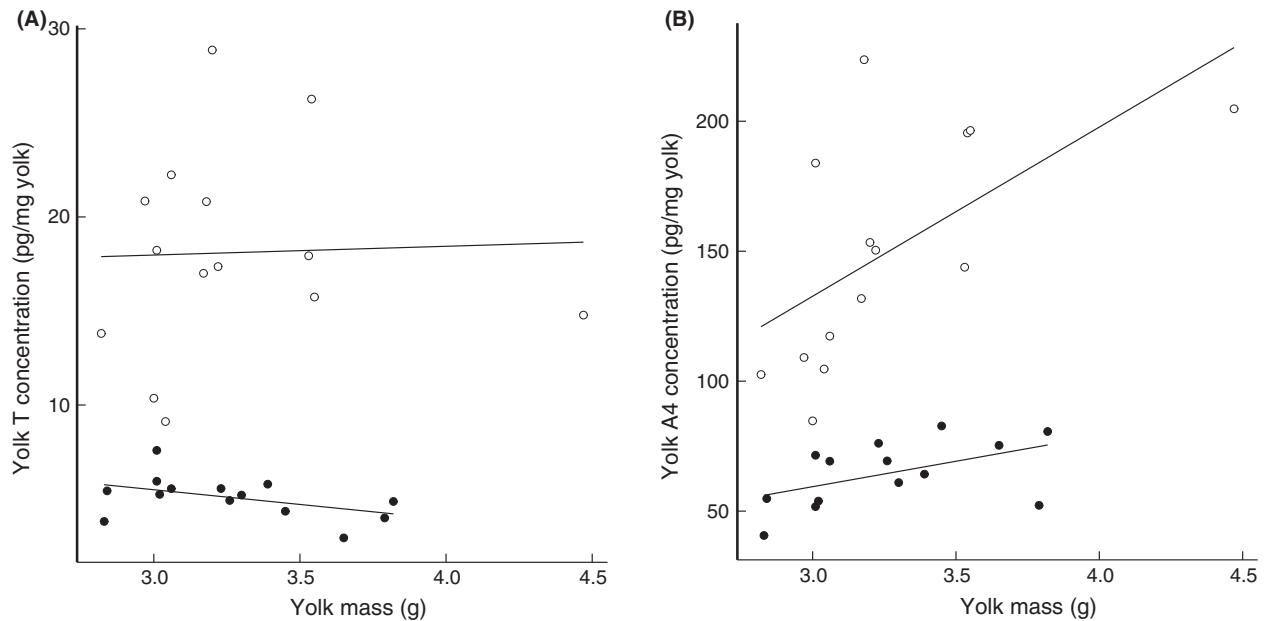 (A)
30
20
10
Yolk T concentration (pg/mg yolk)
3.0 3.5 4.0 4.5
Yolk mass (g)
(B)
200
150
100
50
Yolk A4 concentration (pg/mg yolk)
3.0 3.5 4.0 4.5
Yolk mass (g)